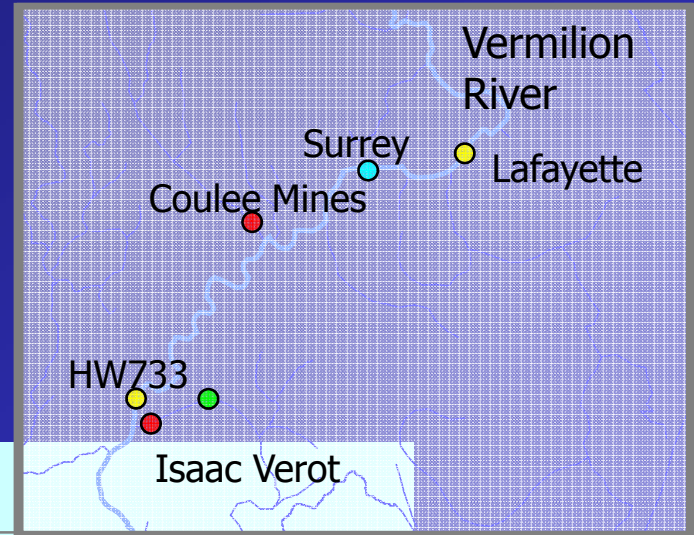 Vermilion
River
Surrey
Lafayette
Coulee Mines
HW733
Isaac Verot